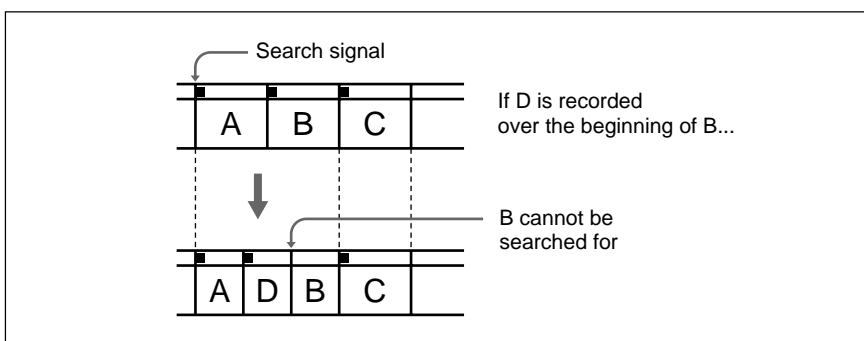 Search signal
A B C
If D is recorded
over the beginning of B...
B cannot be
searched for
A D B C